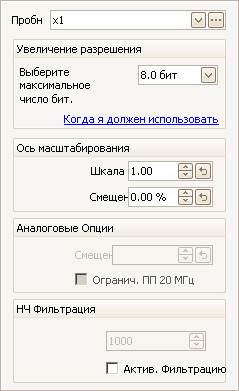 Пробн x1
Увеличение разрешения
Выберите 8.0 бит
максимальное
число бит.
Когда я должен использовать
Ось масштабирования
Шкала 1.00
Смещен 0.00 %
Аналоговые Опции
Смещен
Огранич. ПП 20 МГц
НЧ Фильтрация
1000
Актив. Фильтрацию